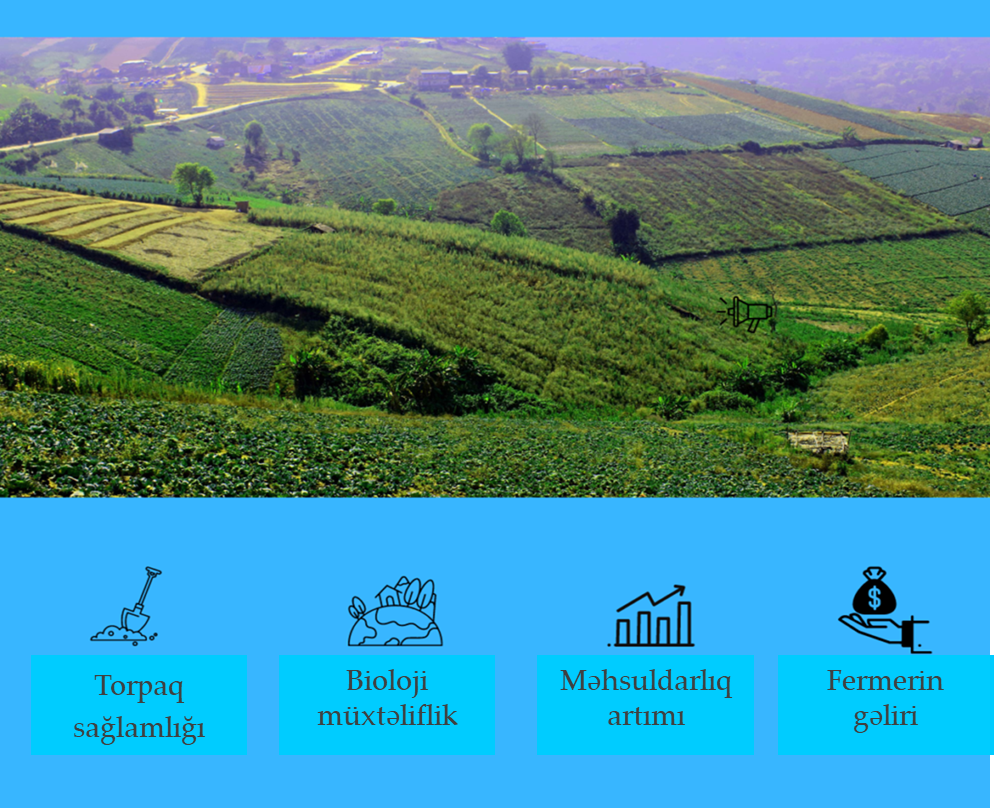 Torpaq
sağlamlığı
Bioloji
müxtəliflik
Məhsuldarlıq
artımı
Fermerin
gəliri
$